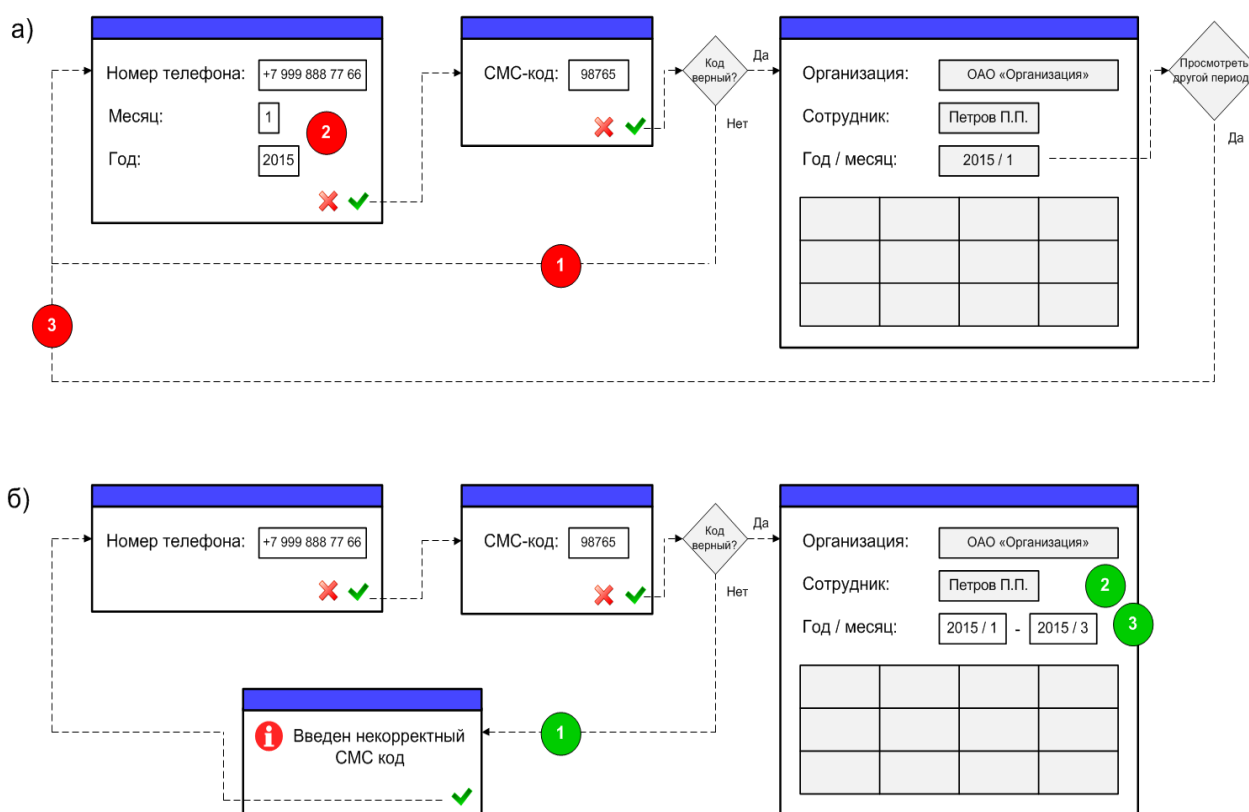 а)
Номер телефона:
+7 999 888 77 66
Месяц:
1
2
Год:
2015
СМС-код:
98765
Код
верный?
Да
Нет
Организация:
ОАО «Организация»
Сотрудник:
Петров П.П.
Год / месяц:
2015 / 1
Просмотреть
другой период
Да
1
3
б)
Номер телефона:
+7 999 888 77 66
СМС-код:
98765
Код
верный?
Да
Нет
Организация:
ОАО «Организация»
Сотрудник:
Петров П.П.
2
Год / месяц:
2015 / 1 - 2015 / 3
3
1
i
Введен некорректный
СМС код